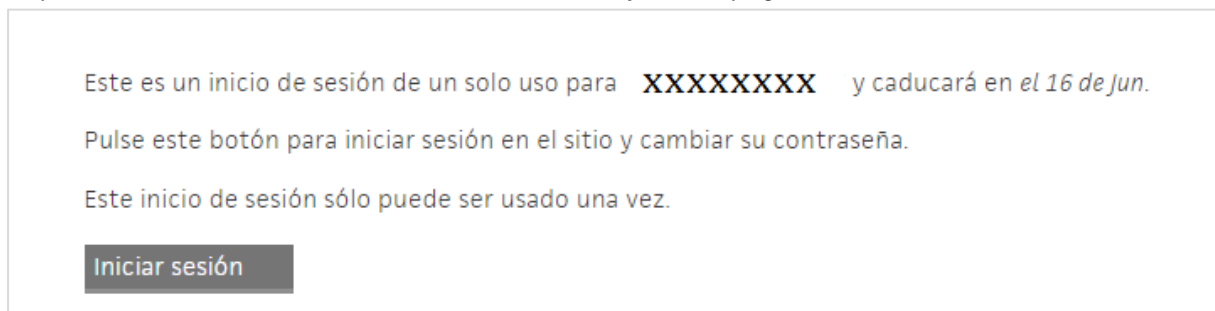 Este es un inicio de sesión de un solo uso para XXXXXXXX y caducará en el 16 de Jun.
Pulse este botón para iniciar sesión en el sitio y cambiar su contraseña.
Este inicio de sesión sólo puede ser usado una vez.
Iniciar sesión